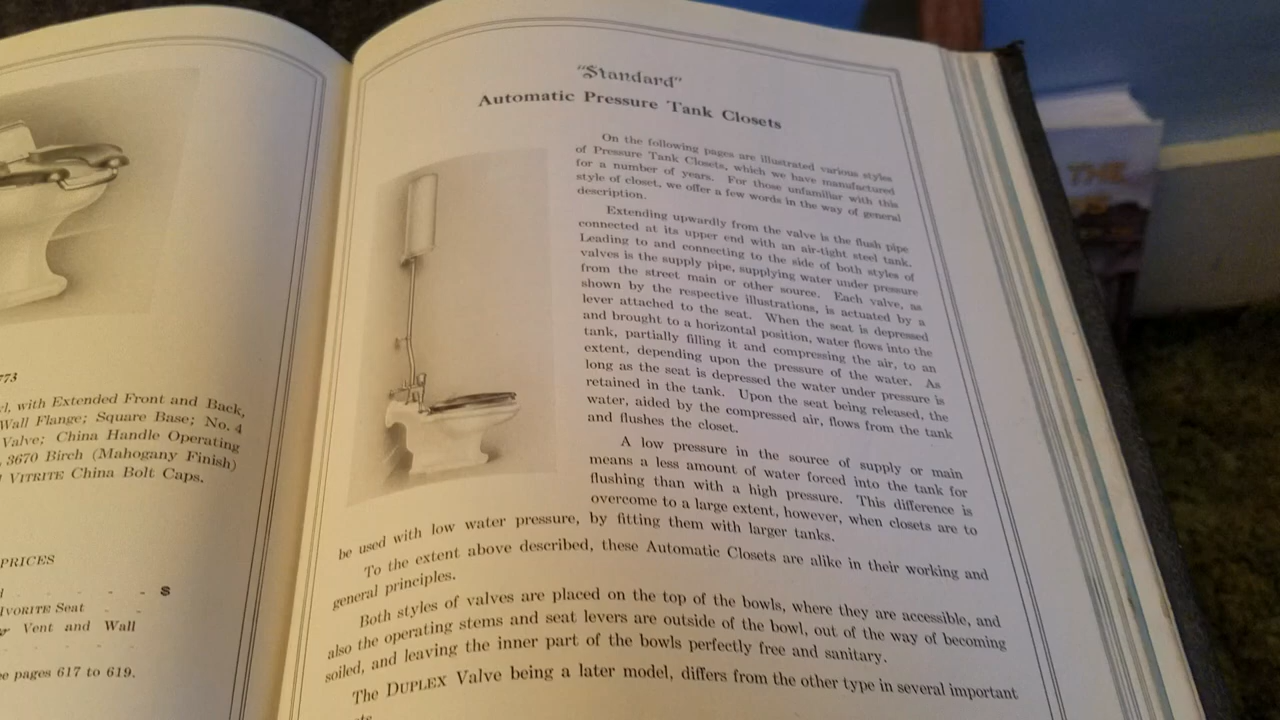 773
with Extended Front and Back,
Wall Flange; Square Base; No. 4
Valve; China Handle Operating
3670 Birch (Mahogany Finish)
VITRITE China Bolt Caps.
PRICES
- - - - $
IVORITE Seat - -
Vent and Wall
pages 617 to 619.
"Standard"
Automatic Pressure Tank Closets
On the following pages are illustrated various styles
of Pressure Tank Closets, which we have manufactured
for a number of years. For those unfamiliar with this
style of closet, we offer a few words in the way of general
description.
Extending upwardly from the valve is the flush pipe
connected at its upper end with an air-tight steel tank.
Leading to and connecting to the side of both styles of
valves is the supply pipe, supplying water under pressure
from the street main or other source. Each valve, as
shown by the respective illustrations, is actuated by a
lever attached to the seat. When the seat is depressed
and brought to a horizontal position, water flows into the
tank, partially filling it and compressing the air, to an
extent, depending upon the pressure of the water. As
long as the seat is depressed the water under pressure is
retained in the tank. Upon the seat being released, the
water, aided by the compressed air, flows from the tank
and flushes the closet.
A low pressure in the source of supply or main
means a less amount of water forced into the tank for
flushing than with a high pressure. This difference is
overcome to a large extent, however, when closets are to
be used with low water pressure, by fitting them with larger tanks.
To the extent above described, these Automatic Closets are alike in their working and
general principles.
Both styles of valves are placed on the top of the bowls, where they are accessible, and
also the operating stems and seat levers are outside of the bowl, out of the way of becoming
soiled, and leaving the inner part of the bowls perfectly free and sanitary.
The DUPLEX Valve being a later model, differs from the other type in several important
THE